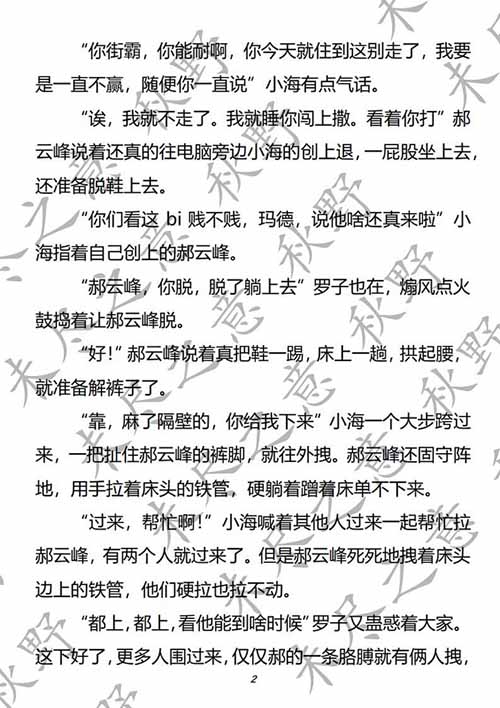 “你街霸，你能耐啊，你今天就住到这别走了，我要
是一直不赢，随便你一直说” 小海有点气话。
“诶，我就不走了。我就睡你闯上撒。看着你打”郝
云峰说着还真的往电脑旁边小海的创上退，一屁股坐上去，
还准备脱鞋上去。
“你们看这 bi 贱不贱，玛德，说他啥还真来啦”小
海指着自己创上的郝云峰。
“郝云峰，你脱，脱了躺上去”罗子也在，煽风点火
鼓捣着让郝云峰脱。
“好！”郝云峰说着真把鞋一踢，床上一趟，拱起腰，
就准备解裤子了。
“靠，麻了隔壁的，你给我下来”小海一个大步跨过
来，一把扯住郝云峰的裤脚，就往外拽。郝云峰还固守阵
地，用手拉着床头的铁管，硬躺着蹭着床单不下来。
“过来，帮忙啊！”小海喊着其他人过来一起帮忙拉
郝云峰，有两个人就过来了。但是郝云峰死死地拽着床头
边上的铁管，他们硬拉也拉不动。
“都上，都上，看他能到啥时候”罗子又蛊惑着大家。
这下好了，更多人围过来，仅仅郝的一条胳膊就有俩人拽，
2
未尽之意 秋野